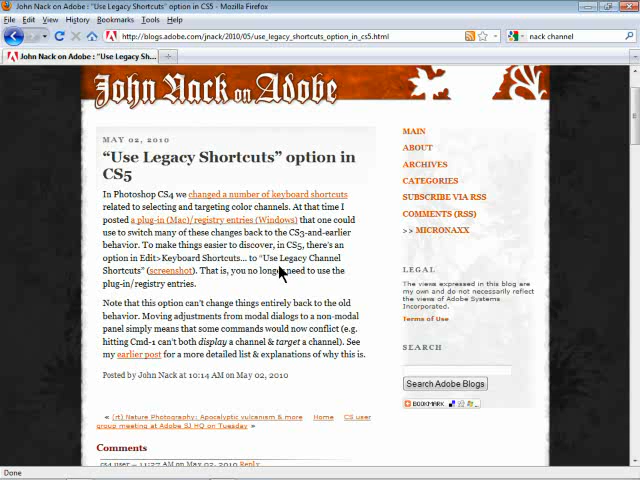 John Nack on Adobe : "Use Legacy Shortcuts" option in CS5 - Mozilla Firefox
File Edit View History Bookmarks Tools Help
http://blogs.adobe.com/jnack/2010/05/use_legacy_shortcuts_option_in_cs5.html
nack channel
John Nack on Adobe : "Use Legacy Sh...
John Nack on Adobe
MAY 02, 2010
“Use Legacy Shortcuts” option in
CS5
In Photoshop CS4 we changed a number of keyboard shortcuts
related to selecting and targeting color channels. At that time I
posted a plug-in (Mac)/registry entries (Windows) that one could
use to switch many of these changes back to the CS3-and-earlier
behavior. To make things easier to discover, in CS5, there's an
option in Edit>Keyboard Shortcuts... to “Use Legacy Channel
Shortcuts” (screenshot). That is, you no longer need to use the
plug-in/registry entries.
Note that this option can't change things entirely back to the old
behavior. Moving adjustments from modal dialogs to a non-modal
panel simply means that some commands would now conflict (e.g.
hitting Cmd-1 can't both display a channel & target a channel). See
my earlier post for a more detailed list & explanations of why this is.
Posted by John Nack at 10:14 AM on May 02, 2010
« (rt) Nature Photography: Apocalyptic vulcanism & more Home CS user
group meeting at Adobe SJ HQ on Tuesday »
Comments
cs4 user — 11:27 AM on May 02, 2010 Reply
MAIN
ABOUT
ARCHIVES
CATEGORIES
SUBSCRIBE VIA RSS
COMMENTS (RSS)
>> MICRONAXX
LEGAL
The views expressed in this blog are
my own and do not necessarily reflect
the views of Adobe Systems
Incorporated.
Terms of Use
SEARCH
Search Adobe Blogs
BOOKMARK
Done